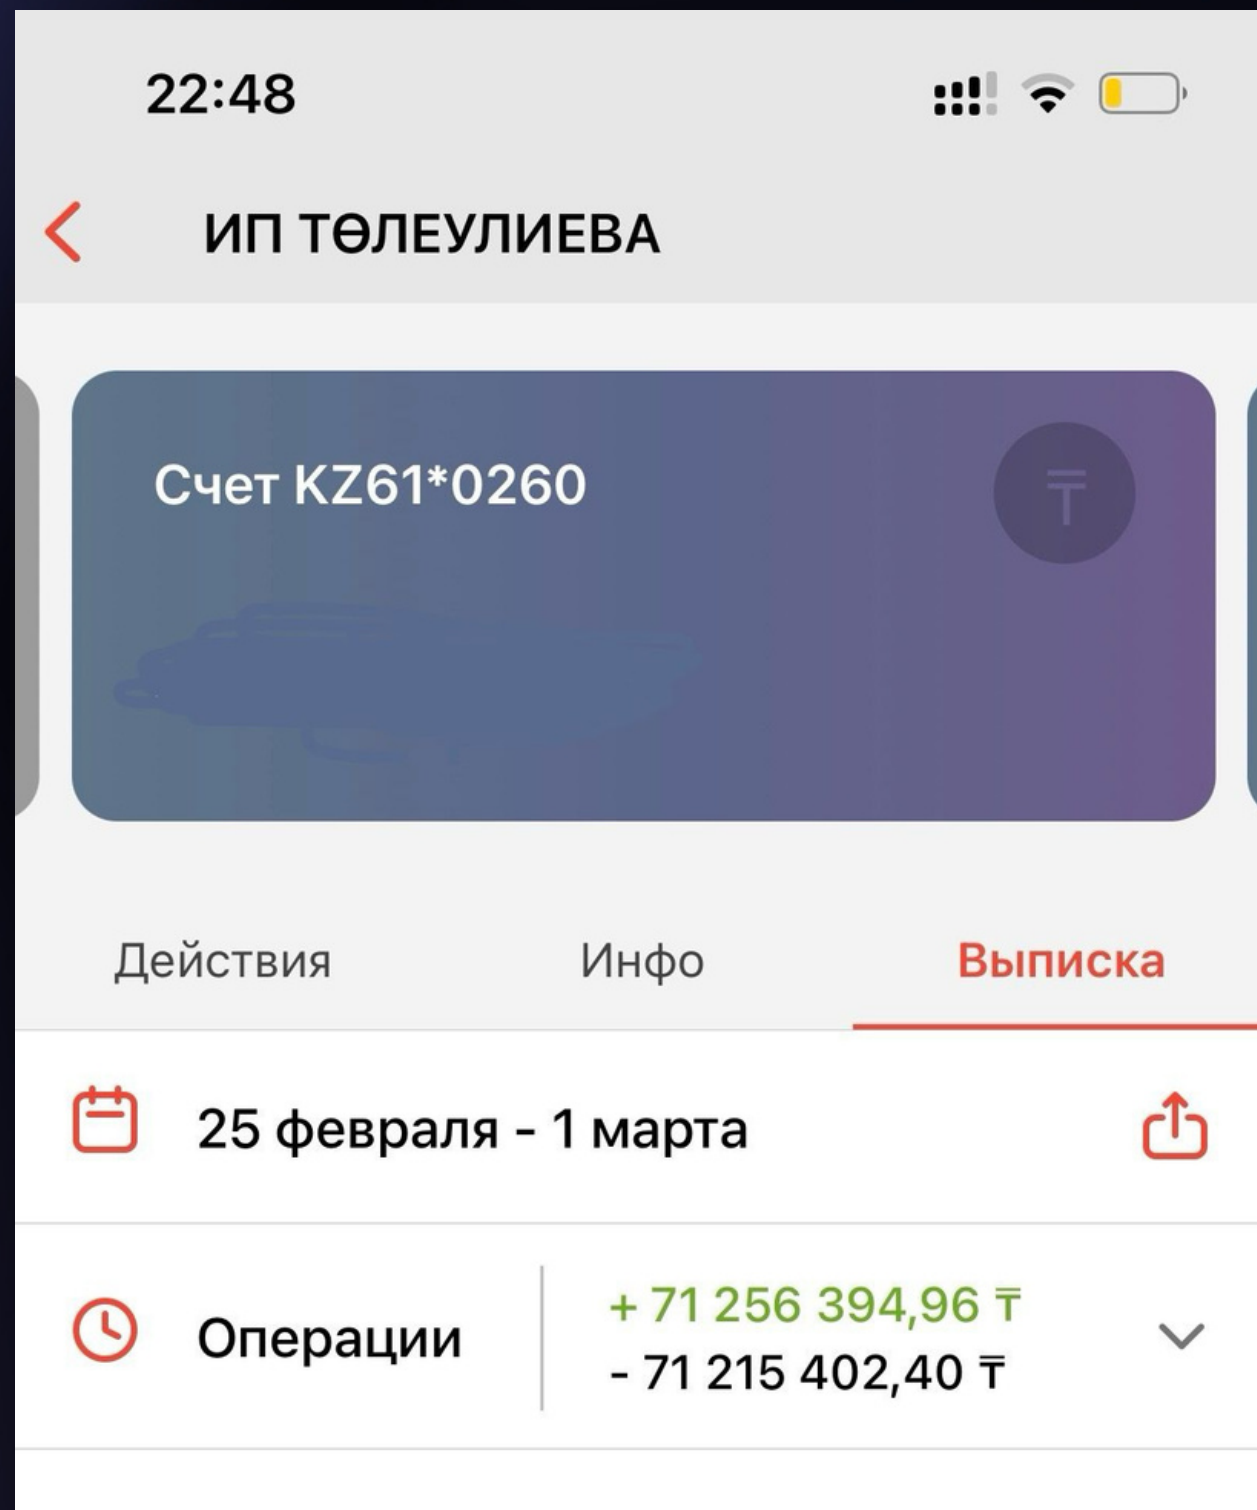 22:48
ИП ТӨЛЕУЛИЕВА
Счет KZ61*0260
₸
Действия Инфо Выписка
25 февраля - 1 марта
Операции
+ 71 256 394,96 ₸
- 71 215 402,40 ₸